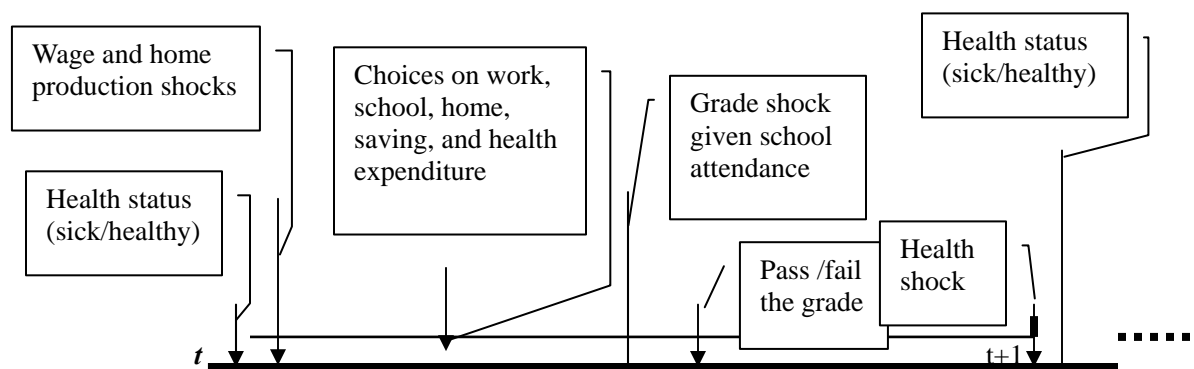 Wage and home
production shocks
Health status
(sick/healthy)
Choices on work,
school, home,
saving, and health
expenditure
Grade shock
given school
attendance
Pass /fail
the grade
Health
shock
Health status
(sick/healthy)
t
t+1